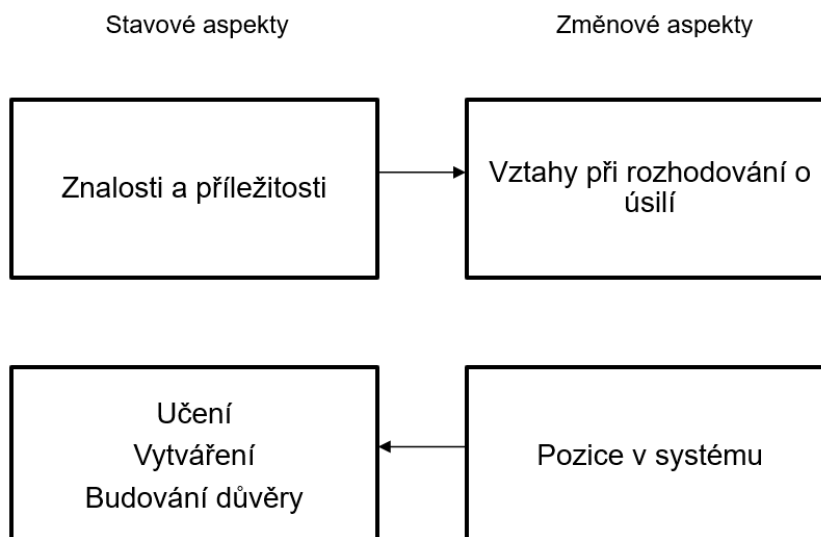 Stavové aspekty
Změnové aspekty
Znalosti a příležitosti
Vztahy při rozhodování o
úsilí
Učení
Vytváření
Budování důvěry
Pozice v systému